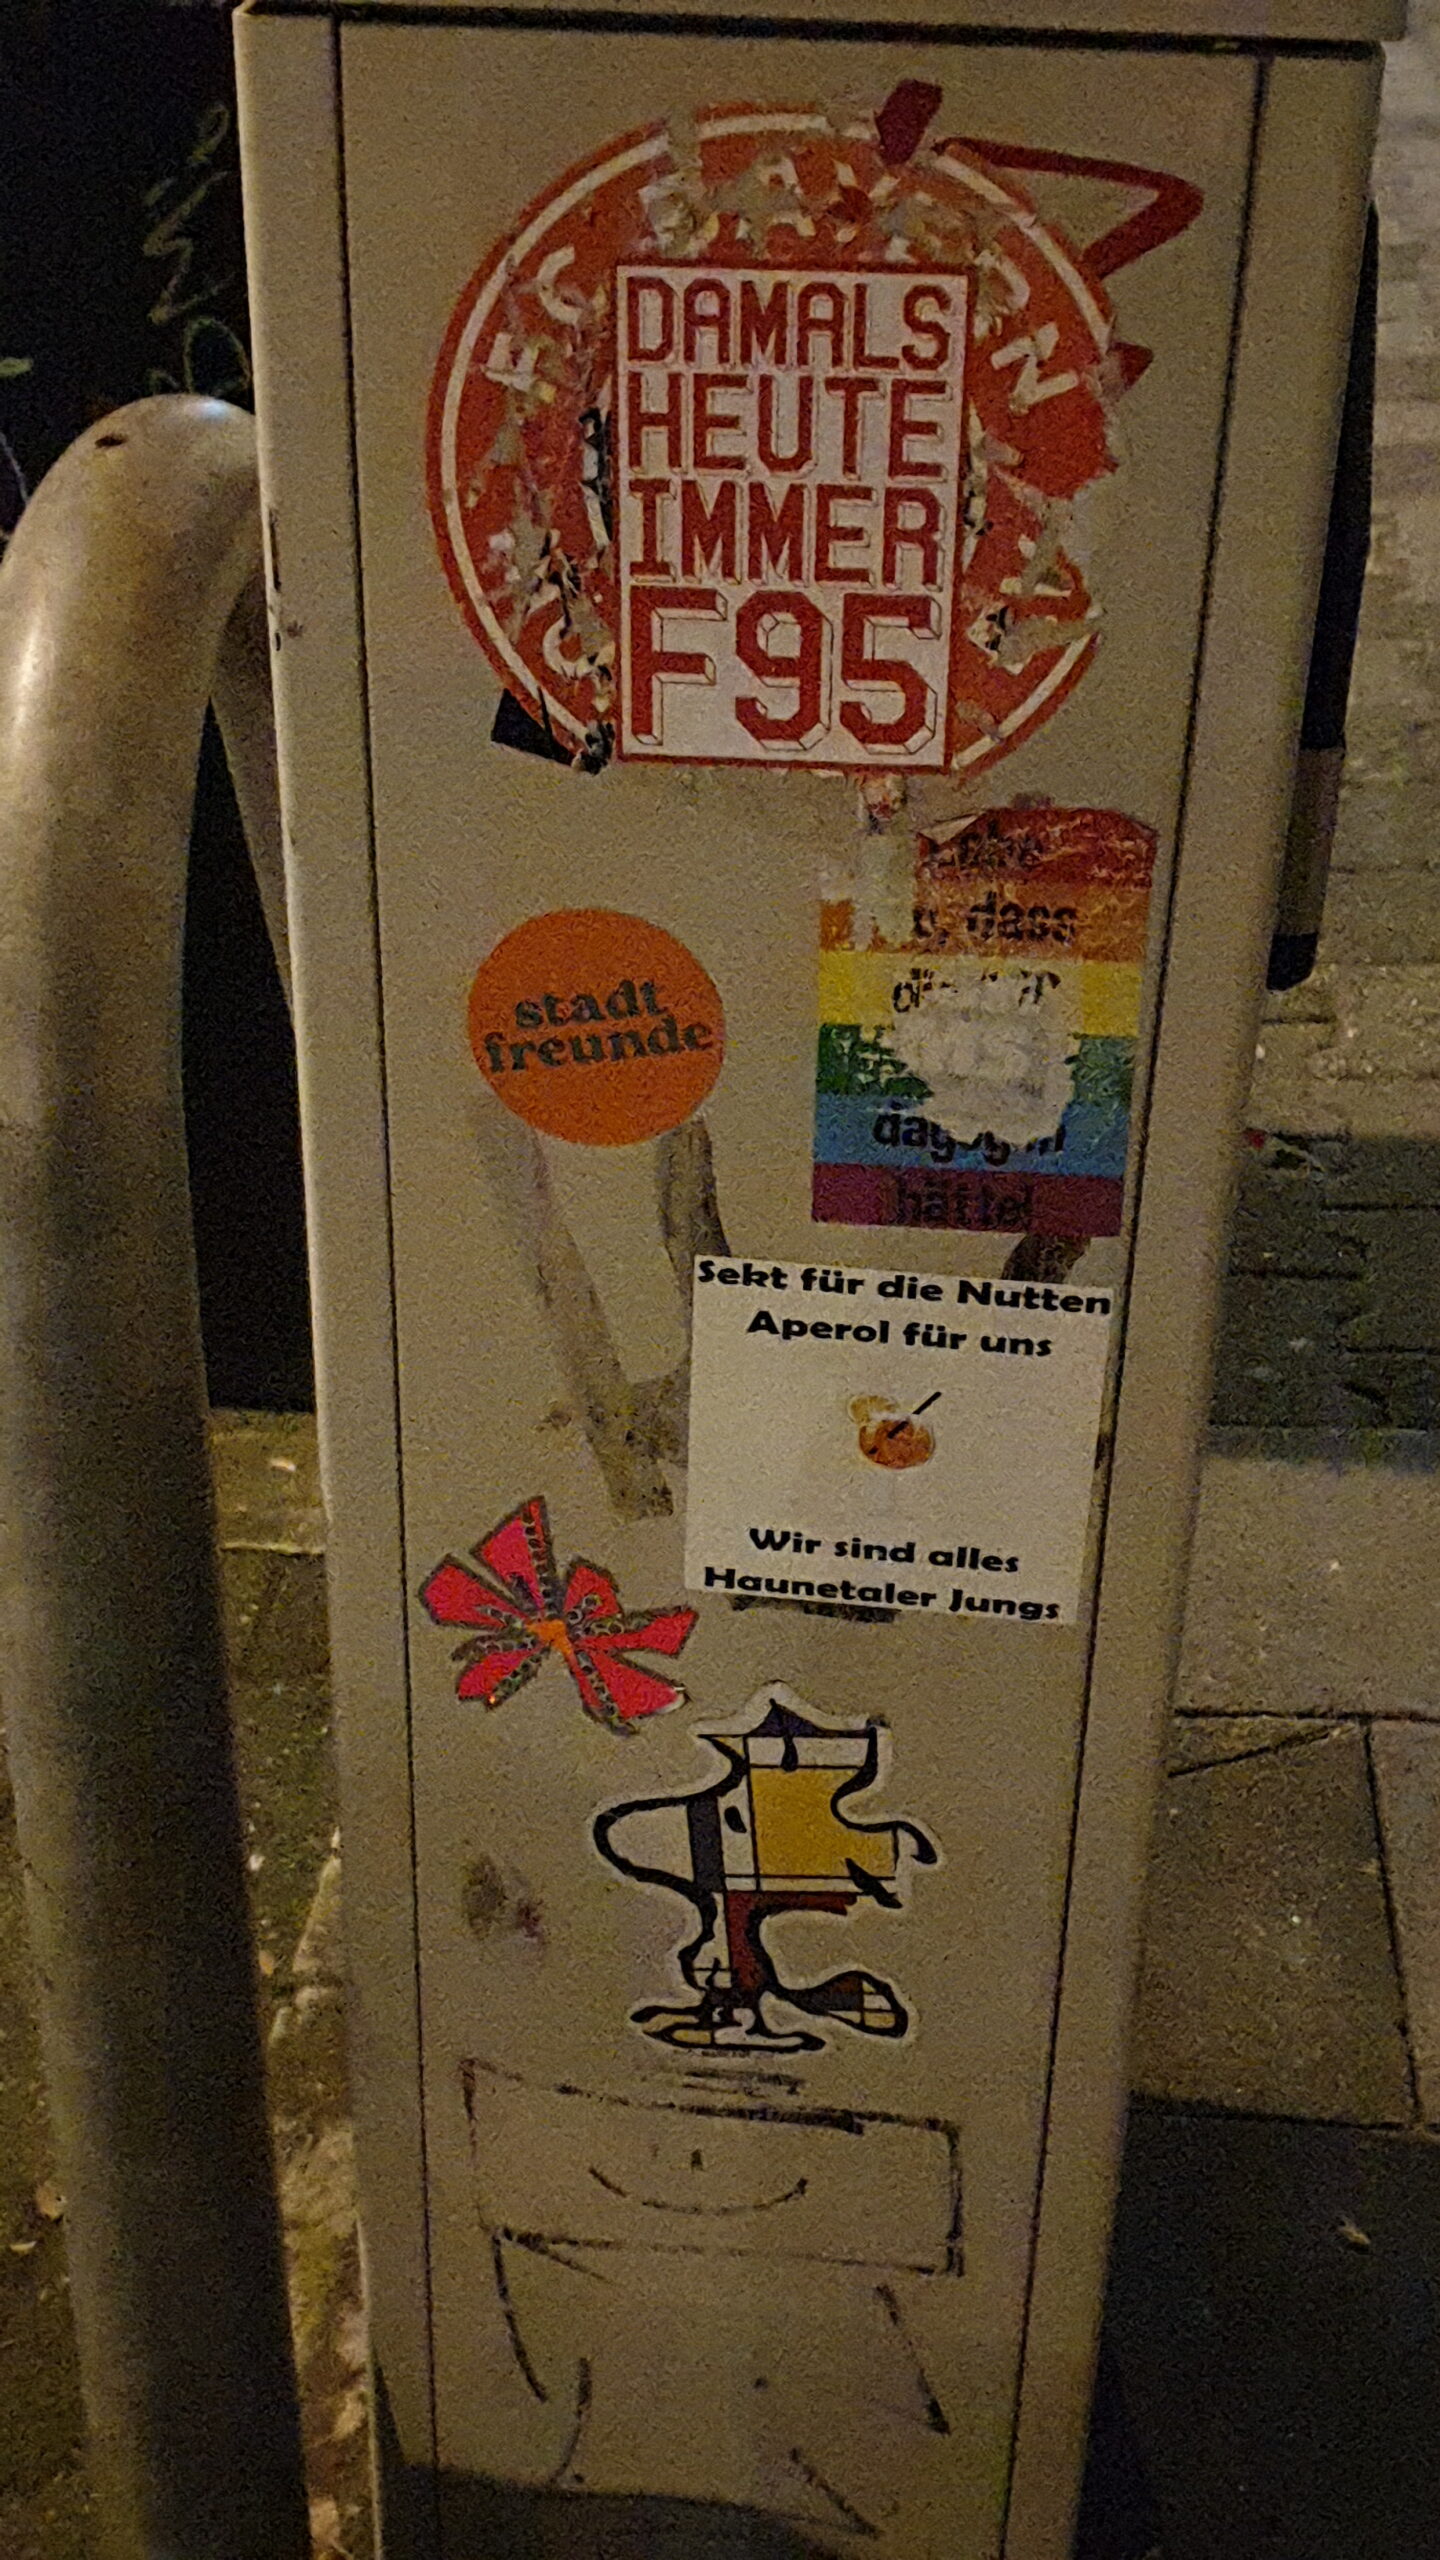 DAMALS
HEUTE
IMMER
F95
stadt
freunde
dass
hätte!
Sekt für die Nutten
Aperol für uns
Wir sind alles
Haunetaler Jungs